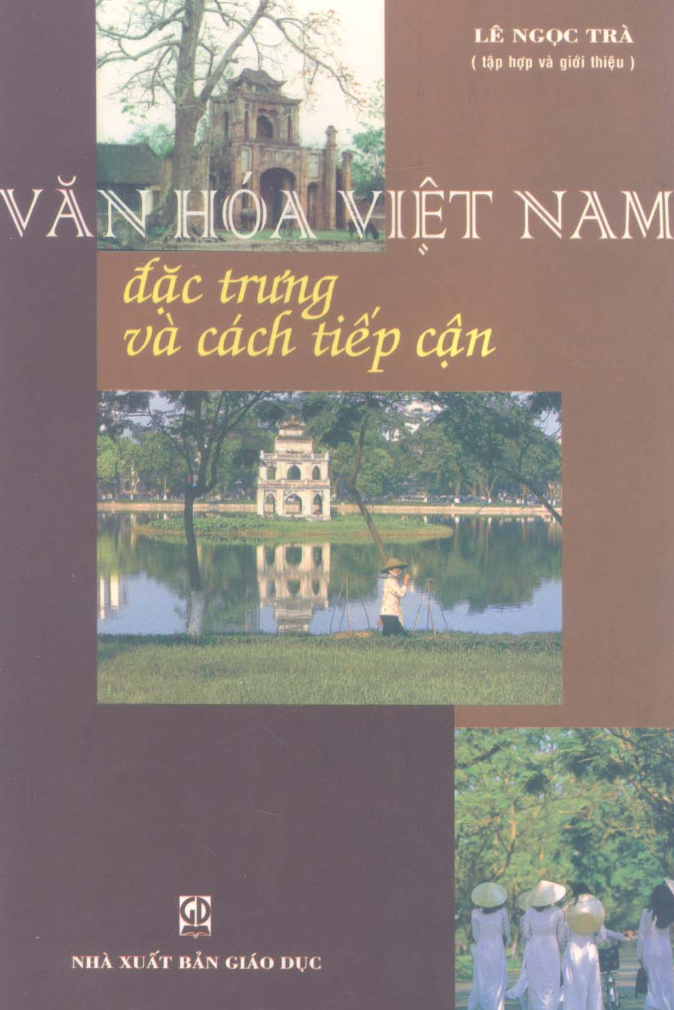 LÊ NGỌC TRÀ
( tập hợp và giới thiệu )
VĂN HÓA VIỆT NAM
đặc trưng
và cách tiếp cận
GD
NHÀ XUẤT BẢN GIÁO DỤC